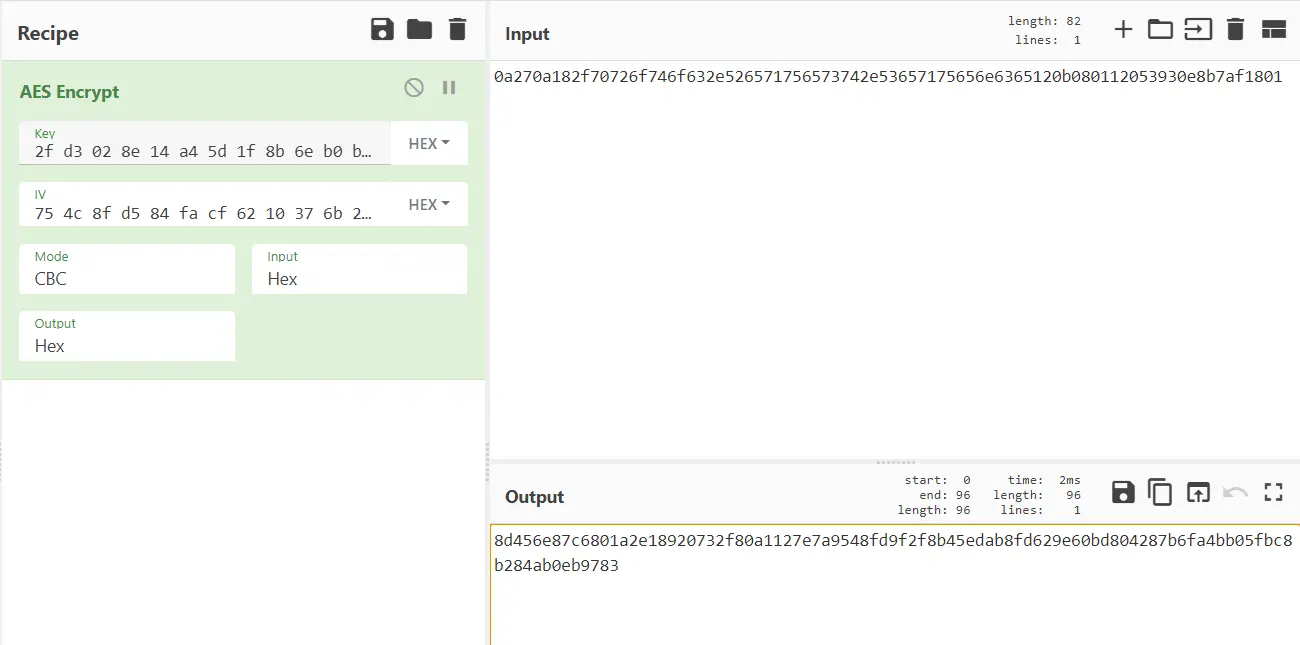 Recipe
AES Encrypt
Key
2f d3 02 8e 14 a4 5d 1f 8b 6e b0 b…
HEX
IV
75 4c 8f d5 84 fa cf 62 10 37 6b 2…
HEX
Mode
CBC
Input
Hex
Output
Hex
Input
length: 82
lines: 1
0a270a182f70726f746f632e526571756573742e53657175656e6365120b080112053930e8b7af1801
Output
start: 0
end: 96
length: 96
time: 2ms
length: 96
lines: 1
8d456e87c6801a2e18920732f80a1127e7a9548fd9f2f8b45edab8fd629e60bd804287b6fa4bb05fbc8
b284ab0eb9783